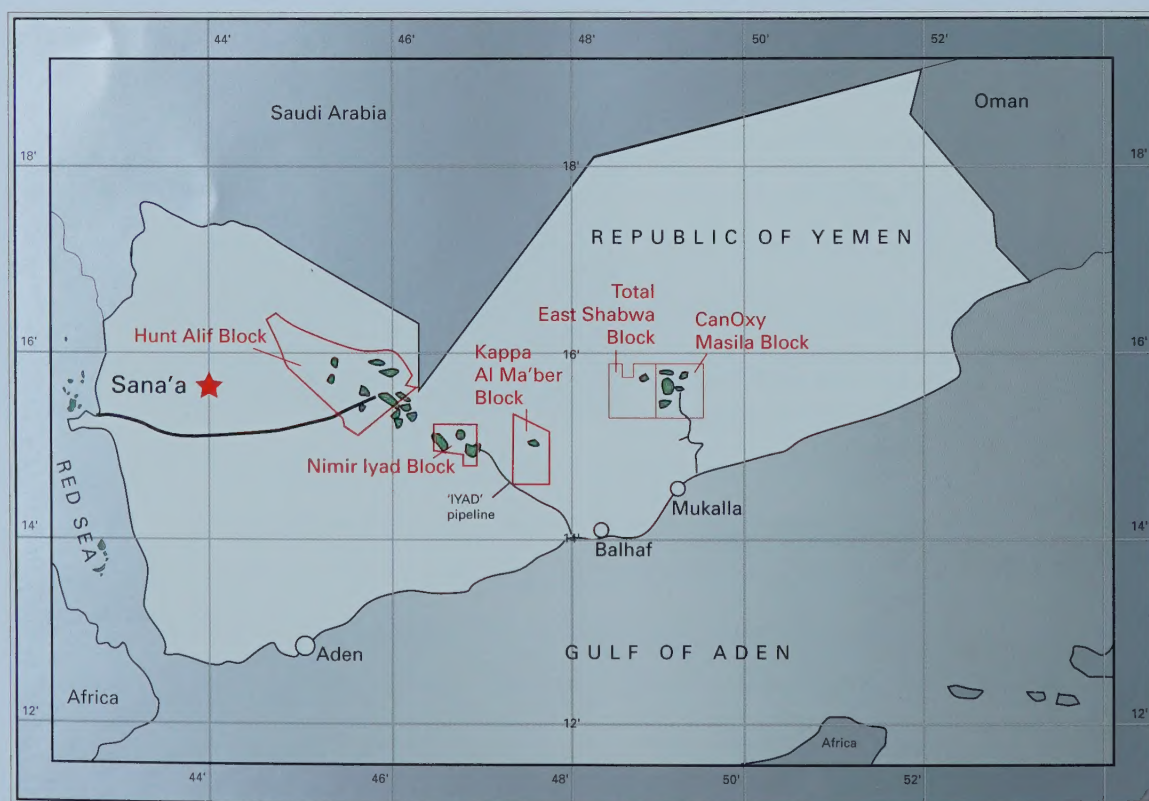 44'
46'
48'
50'
52'
Saudi Arabia
Oman
18'
18'
18'
REPUBLIC OF YEMEN
Total
East Shabwa
Block
CanOxy
Masila Block
Hunt Alif Block
Kappa
Al Ma'ber
Block
16'
16'
16'
16'
Sana'a
Nimir Iyad Block
'IYAD'
pipeline
RED SEA
Mukalla
14'
14'
14'
Balhaf
Aden
GULF OF ADEN
Africa
12'
12'
12'
Africa
44'
46'
48'
50'
52'